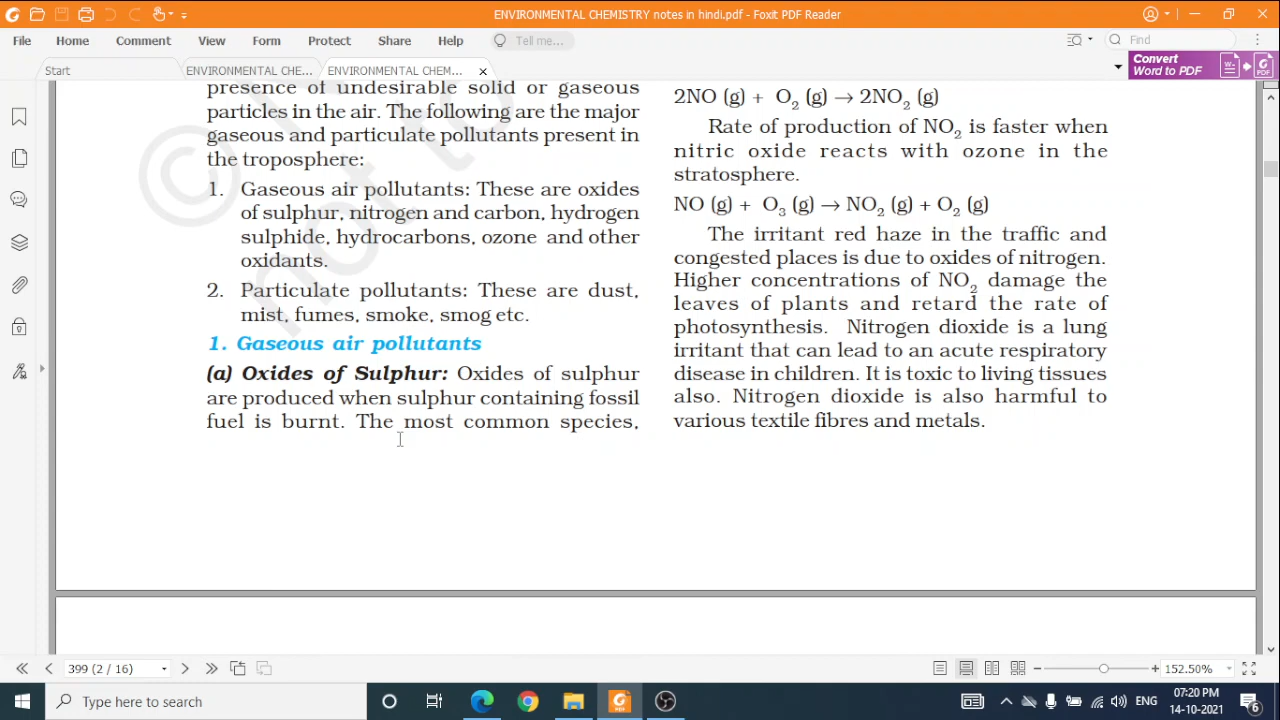 ENVIRONMENTAL CHEMISTRY notes in hindi.pdf - Foxit PDF Reader
File Home Comment View Form Protect Share Help Tell me... Find
Start ENVIRONMENTAL CHE... ENVIRONMENTAL CHEM... Convert Word to PDF
presence of undesirable solid or gaseous
particles in the air. The following are the major
gaseous and particulate pollutants present in
the troposphere:
1. Gaseous air pollutants: These are oxides
of sulphur, nitrogen and carbon, hydrogen
sulphide, hydrocarbons, ozone and other
oxidants.
2. Particulate pollutants: These are dust,
mist, fumes, smoke, smog etc.
1. Gaseous air pollutants
(a) Oxides of Sulphur: Oxides of sulphur
are produced when sulphur containing fossil
fuel is burnt. The most common species,
2NO (g) + O₂ (g) → 2NO₂ (g)
Rate of production of NO₂ is faster when
nitric oxide reacts with ozone in the
stratosphere.
NO (g) + O₃ (g) → NO₂ (g) + O₂ (g)
The irritant red haze in the traffic and
congested places is due to oxides of nitrogen.
Higher concentrations of NO₂ damage the
leaves of plants and retard the rate of
photosynthesis. Nitrogen dioxide is a lung
irritant that can lead to an acute respiratory
disease in children. It is toxic to living tissues
also. Nitrogen dioxide is also harmful to
various textile fibres and metals.
©
not to
399 (2 / 16) 152.50%
Type here to search ENG 07:20 PM 14-10-2021 6